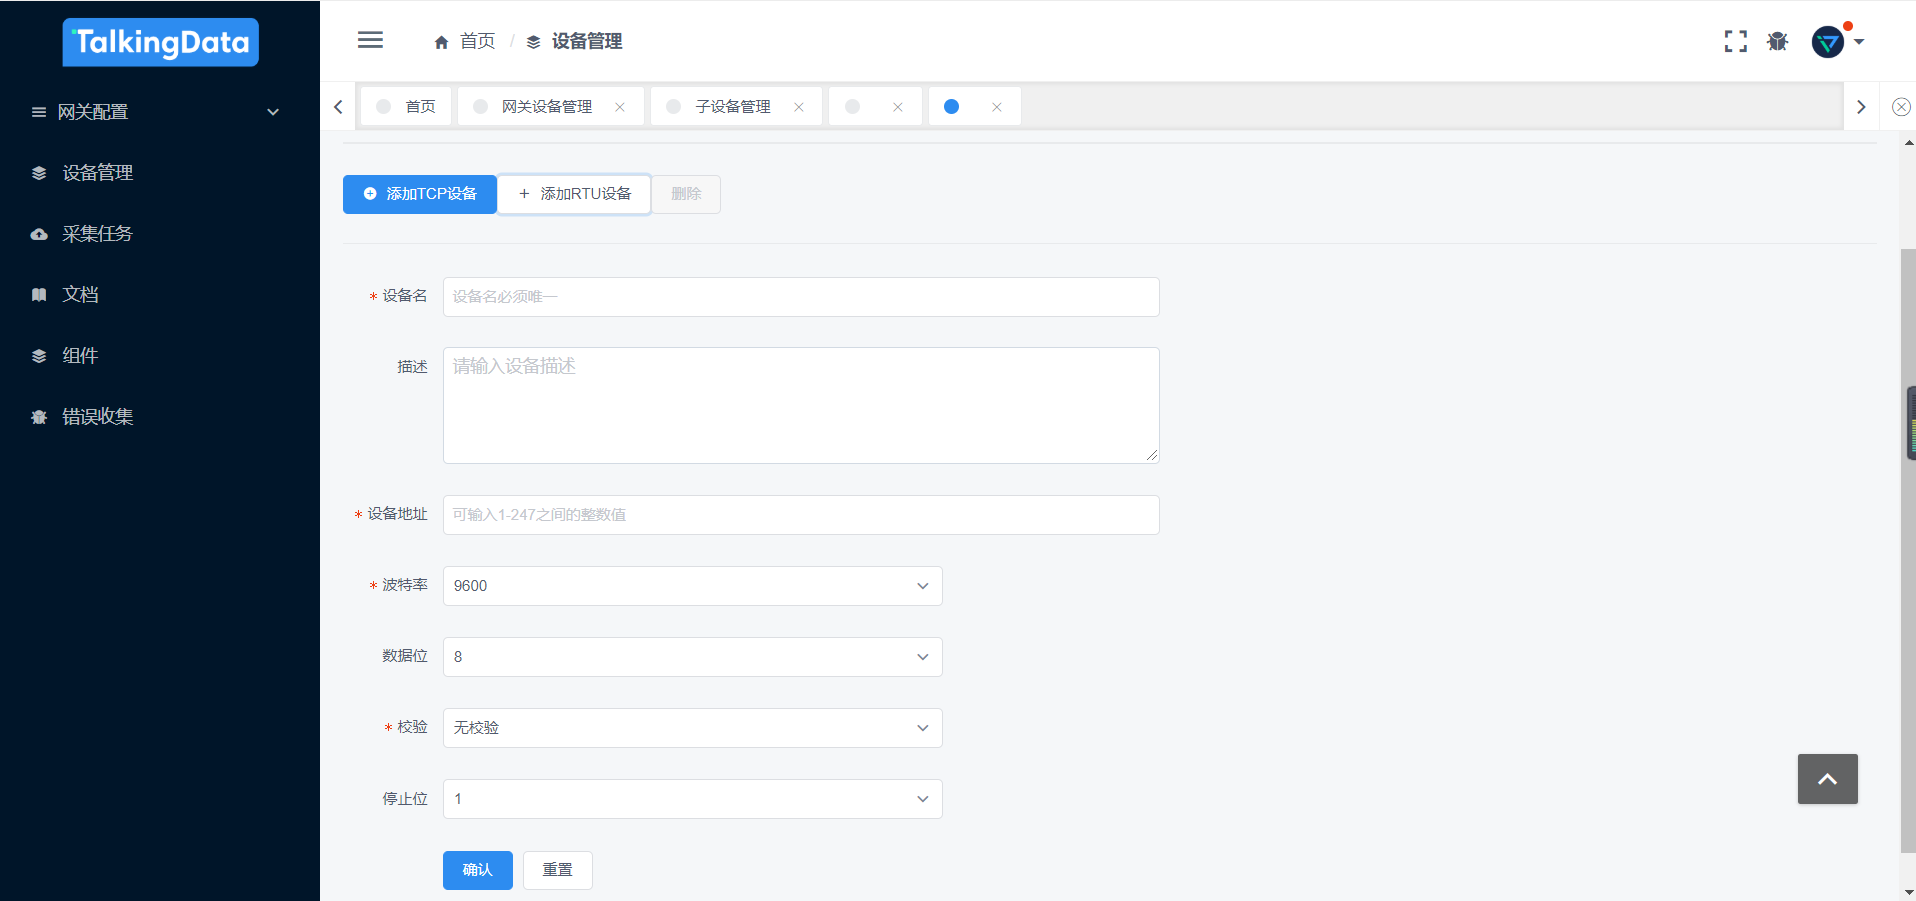 TalkingData
网关配置
设备管理
采集任务
文档
组件
错误收集
首页 / 设备管理
首页 网关设备管理 子设备管理
添加TCP设备 + 添加RTU设备 删除
* 设备名 设备名必须唯一
描述 请输入设备描述
* 设备地址 可输入1-247之间的整数值
* 波特率 9600
数据位 8
* 校验 无校验
停止位 1
确认 重置